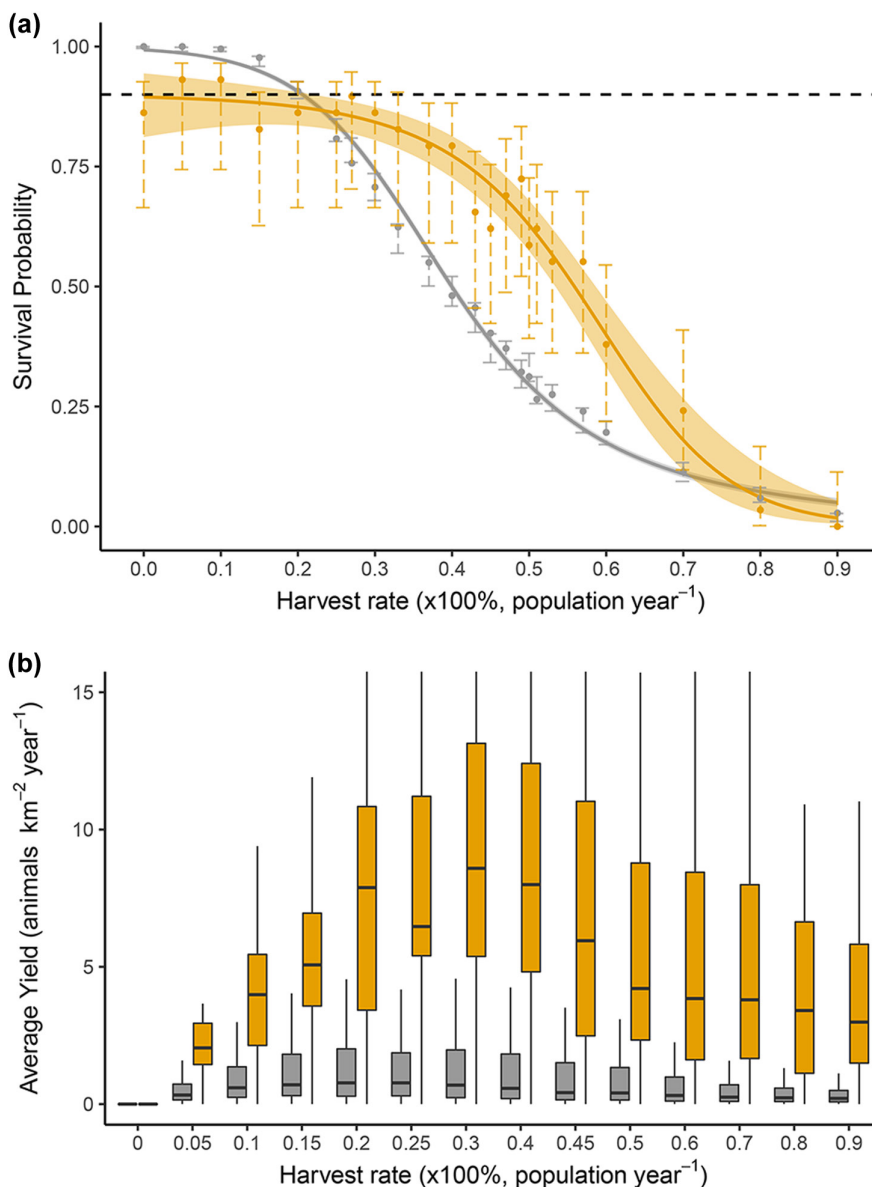 (a)
1.00
0.75
0.50
0.25
0.00
Survival Probability
0.0 0.1 0.2 0.3 0.4 0.5 0.6 0.7 0.8 0.9
Harvest rate (x100%, population year⁻¹)
(b)
15
10
5
0
Average Yield (animals km⁻² year⁻¹)
0 0.05 0.1 0.15 0.2 0.25 0.3 0.4 0.45 0.5 0.6 0.7 0.8 0.9
Harvest rate (x100%, population year⁻¹)